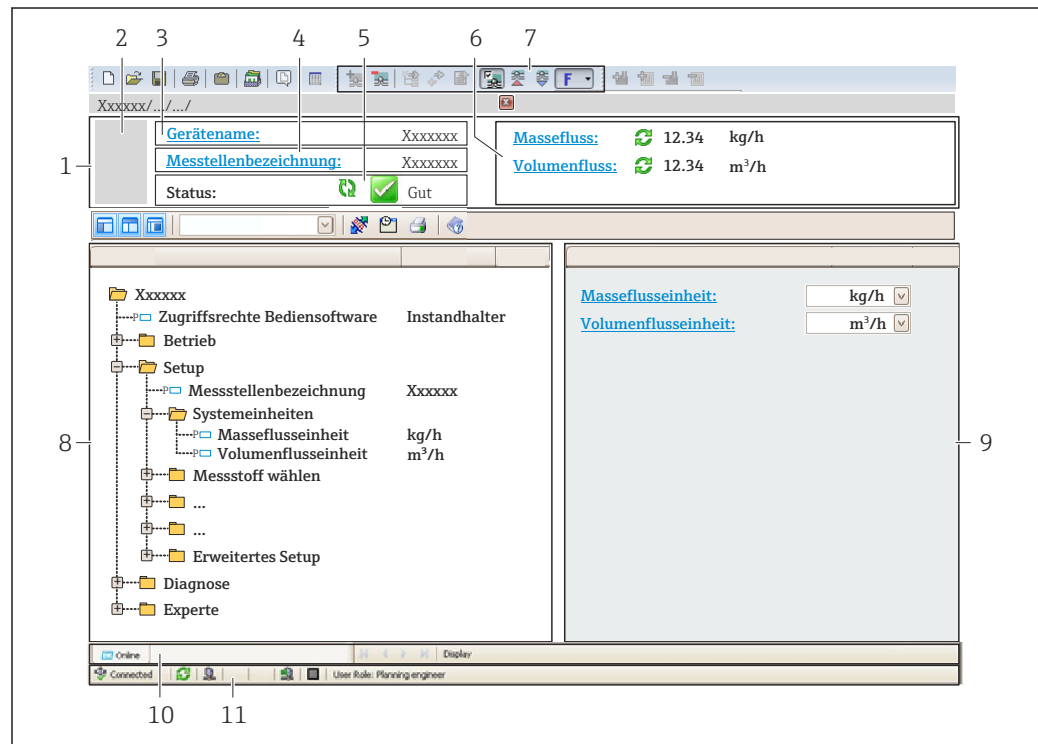 2 3 4 5 6 7
F
Xxxxxx/.../.../
1
Gerätename: Xxxxxxx
Messtellenbezeichnung: Xxxxxxx
Status: Gut
Massefluss: 12.34 kg/h
Volumenfluss: 12.34 m³/h
Xxxxxx
Zugriffsrechte Bediensoftware Instandhalter
Betrieb
Setup
P Messstellenbezeichnung Xxxxxx
Systemeinheiten
P Masseflusseinheit kg/h
P Volumenflusseinheit m³/h
Messstoff wählen
...
...
Erweitertes Setup
Diagnose
Experte
8
Masseflusseinheit: kg/h
Volumenflusseinheit: m³/h
9
Online Display
Connected User Role: Planning engineer
10 11